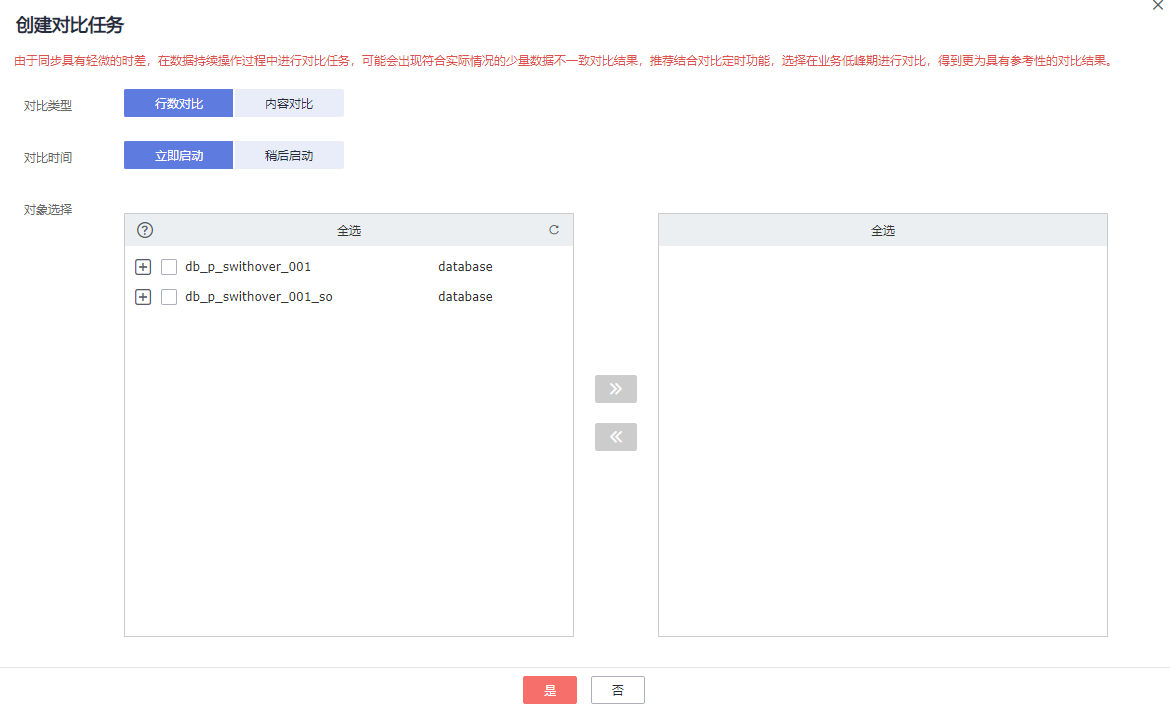 创建对比任务
由于同步具有轻微的时差，在数据持续操作过程中进行对比任务，可能会出现符合实际情况的少量数据不一致对比结果，推荐结合对比定时功能，选择在业务低峰期进行对比，得到更为具有参考性的对比结果。
对比类型 行数对比 内容对比
对比时间 立即启动 稍后启动
对象选择
全选 全选
db_p_swithover_001 database
db_p_swithover_001_so database
是 否